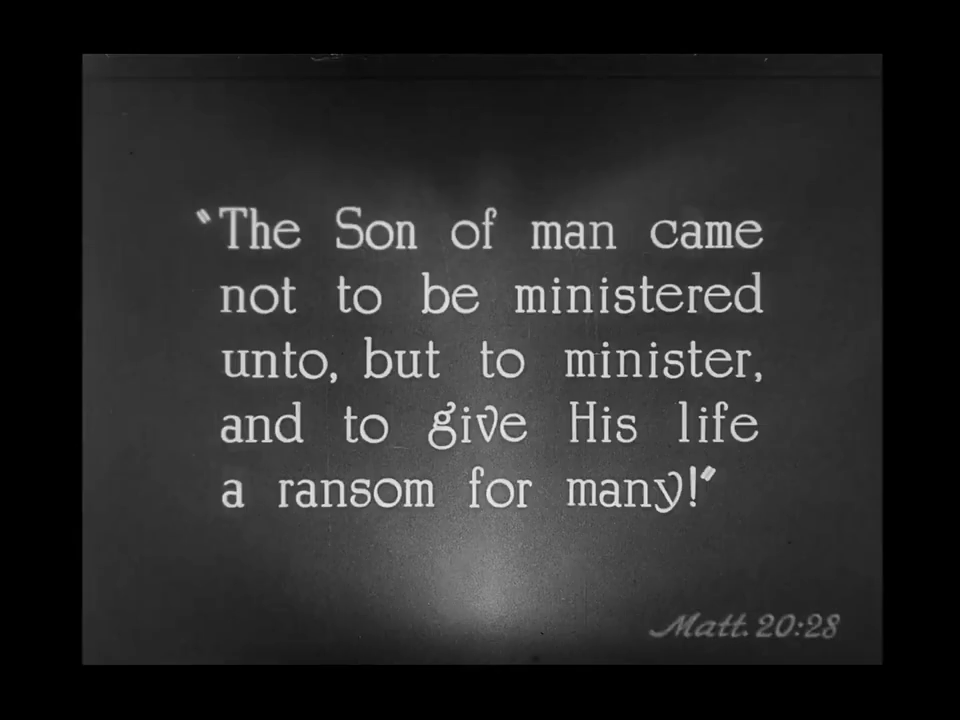 "The Son of man came
not to be ministered
unto, but to minister,
and to give His life
a ransom for many!"
Matt. 20:28